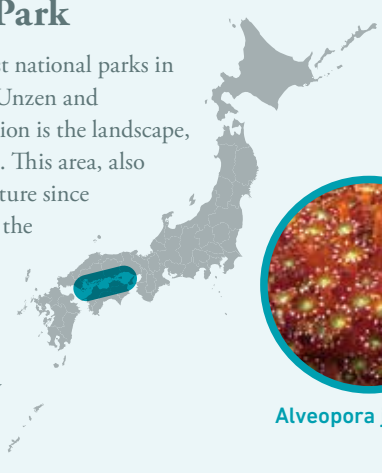 Park
t national parks in
Unzen and
ion is the landscape,
. This area, also
ture since
the
Alveopora